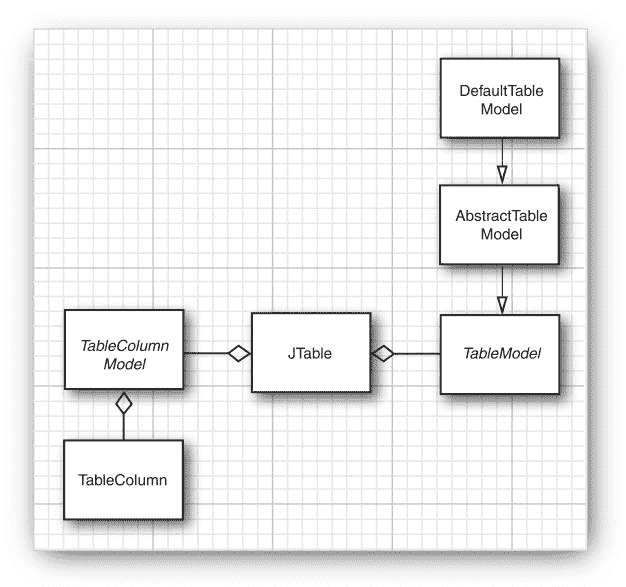 DefaultTable
Model
AbstractTable
Model
TableColumn
Model
JTable
TableModel
TableColumn